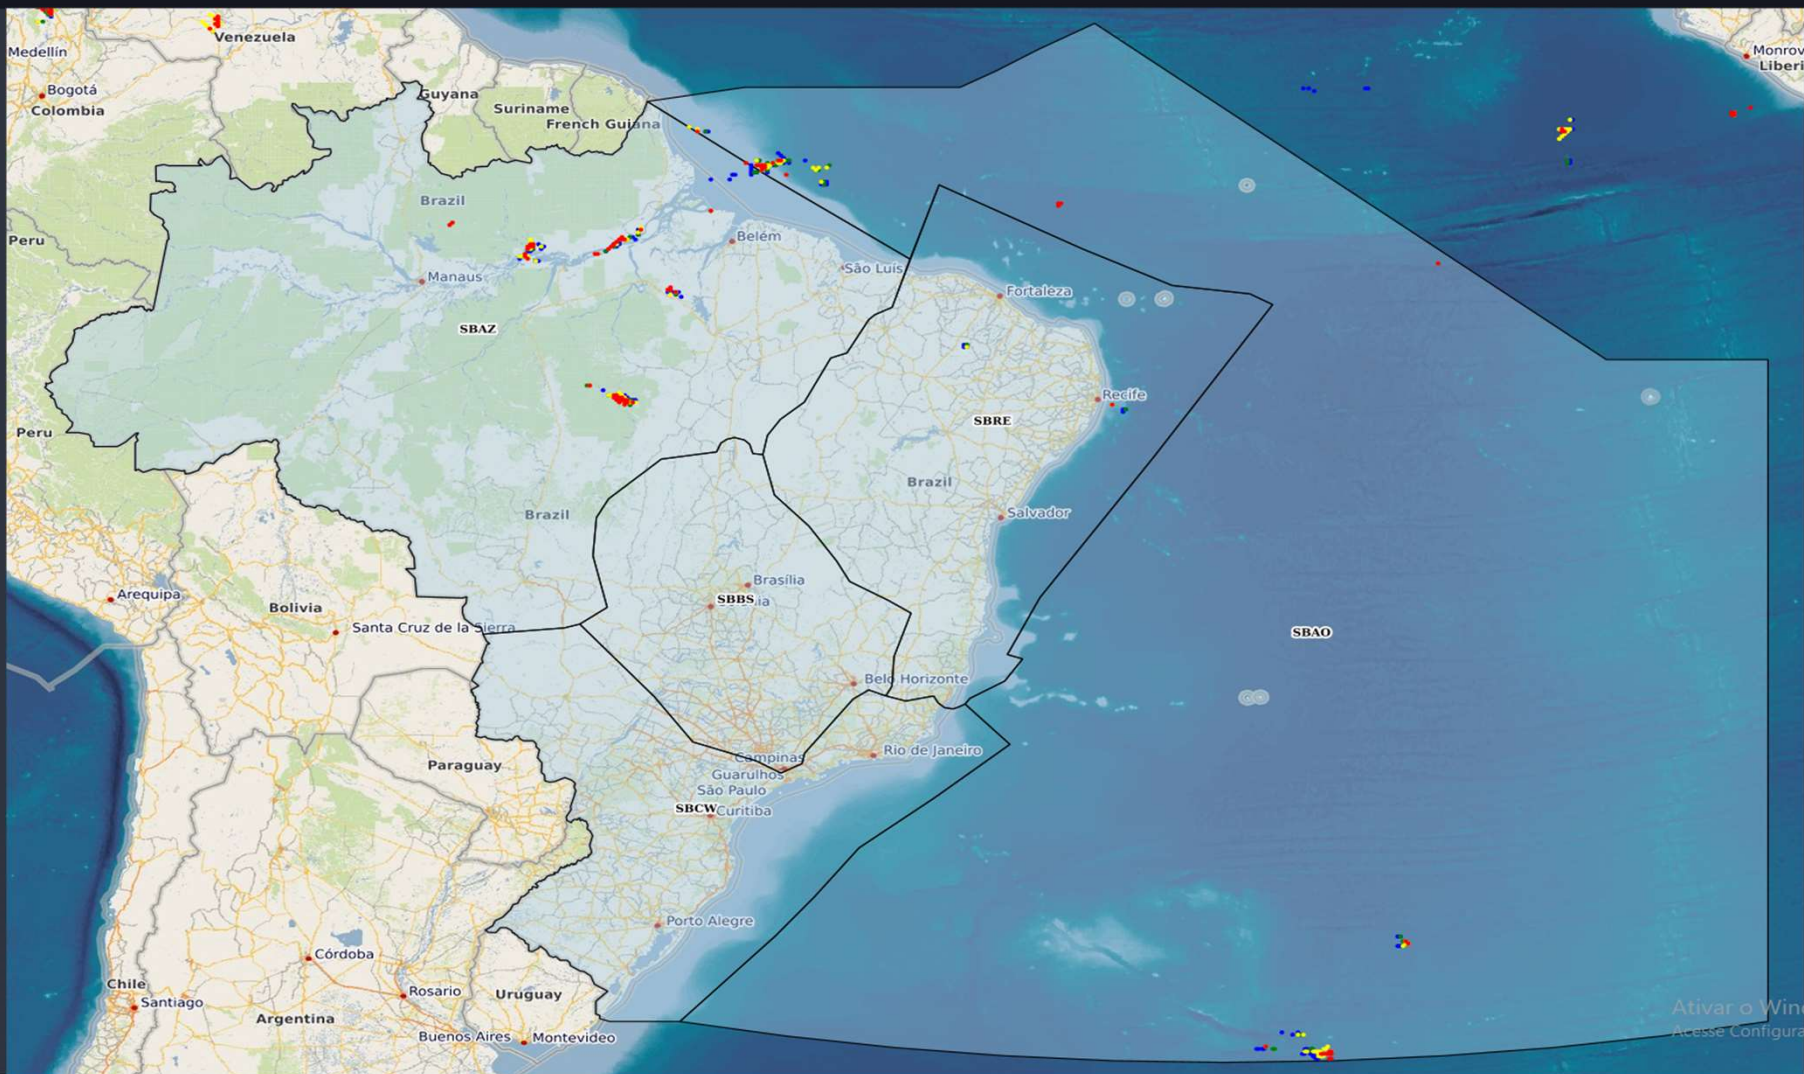 Venezuela
Medellín
Monrov
Liberi
Bogotá
Colombia
Guyana
Suriname
French Guiana
Brazil
Peru
Belém
São Luís
Manaus
Fortaleza
SBAZ
Recife
SBRE
Peru
Brazil
Salvador
Brazil
Brasília
Arequipa
SBBS
ia
Bolivia
Santa Cruz de la Sierra
SBAO
Belo Horizonte
Rio de Janeiro
Campinas
Paraguay
Guarulhos
São Paulo
SBCW
Curitiba
Porto Alegre
Córdoba
Chile
Rosario
Uruguay
Santiago
Argentina
Buenos Aires
Montevideo
Ativar o Wind
Acesse Configura